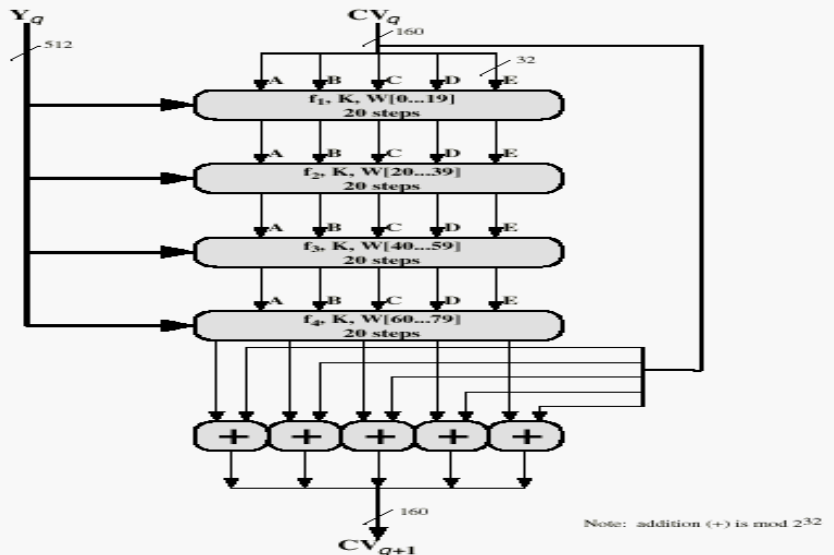 Yq CVq
512 160
32
A B C D E
f1, K, W[0...19]
20 steps
A B C D E
f2, K, W[20...39]
20 steps
A B C D E
f3, K, W[40...59]
20 steps
A B C D E
f4, K, W[60...79]
20 steps
+ + + + +
160
Note: addition (+) is mod 2^32
CVq+1